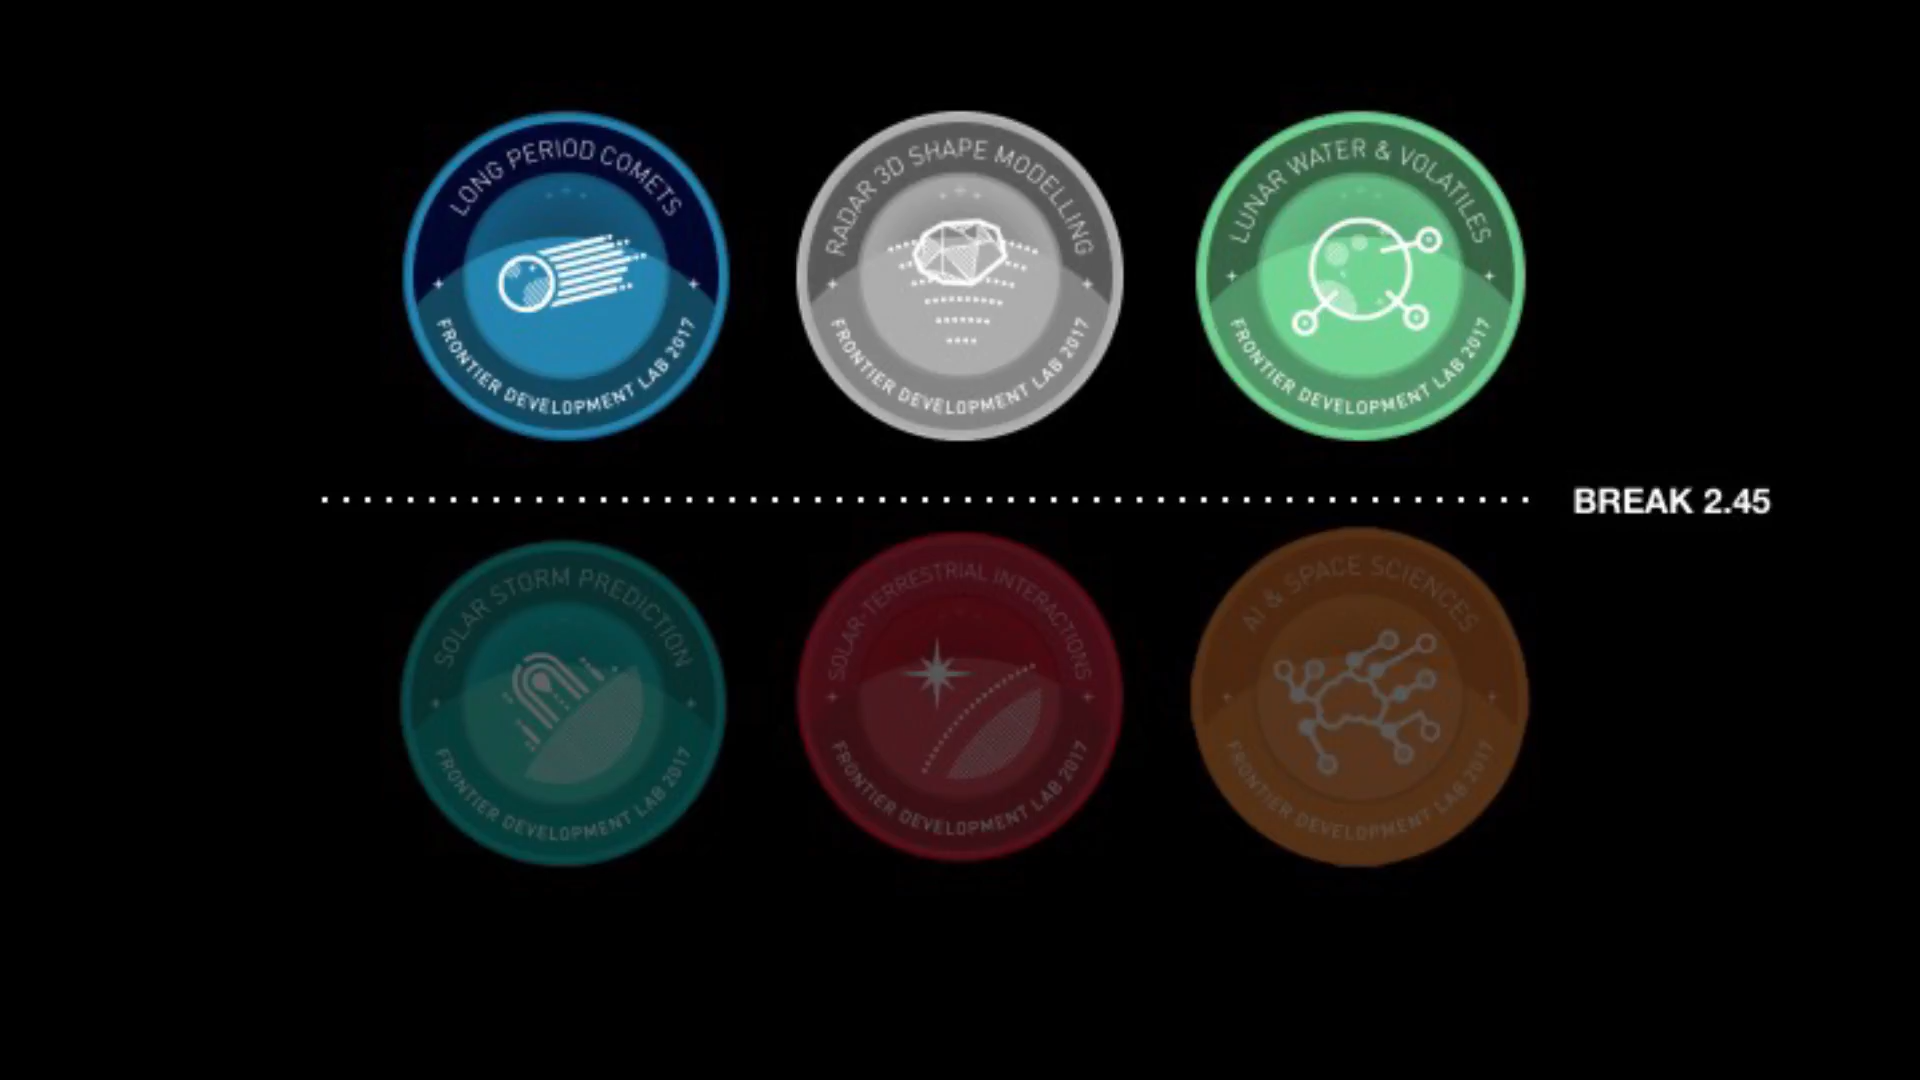 LONG PERIOD COMETS
FRONTIER DEVELOPMENT LAB 2017
RADAR 3D SHAPE MODELLING
FRONTIER DEVELOPMENT LAB 2017
LUNAR WATER & VOLATILES
FRONTIER DEVELOPMENT LAB 2017
BREAK 2.45
SOLAR STORM PREDICTION
FRONTIER DEVELOPMENT LAB 2017
SOLAR-TERRESTRIAL INTERACTIONS
FRONTIER DEVELOPMENT LAB 2017
AI & SPACE SCIENCES
FRONTIER DEVELOPMENT LAB 2017